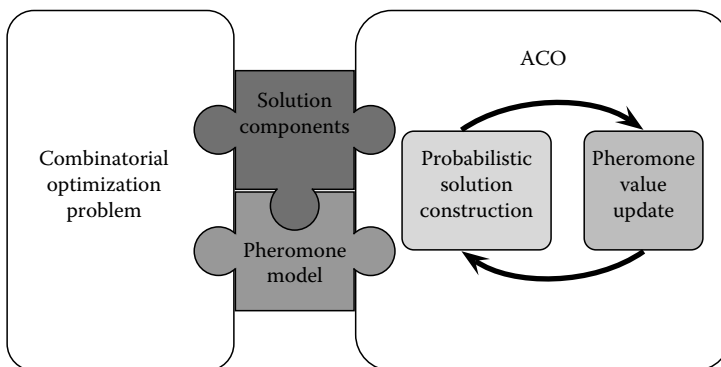 Combinatorial
optimization
problem
Solution
components
Pheromone
model
ACO
Probabilistic
solution
construction
Pheromone
value
update